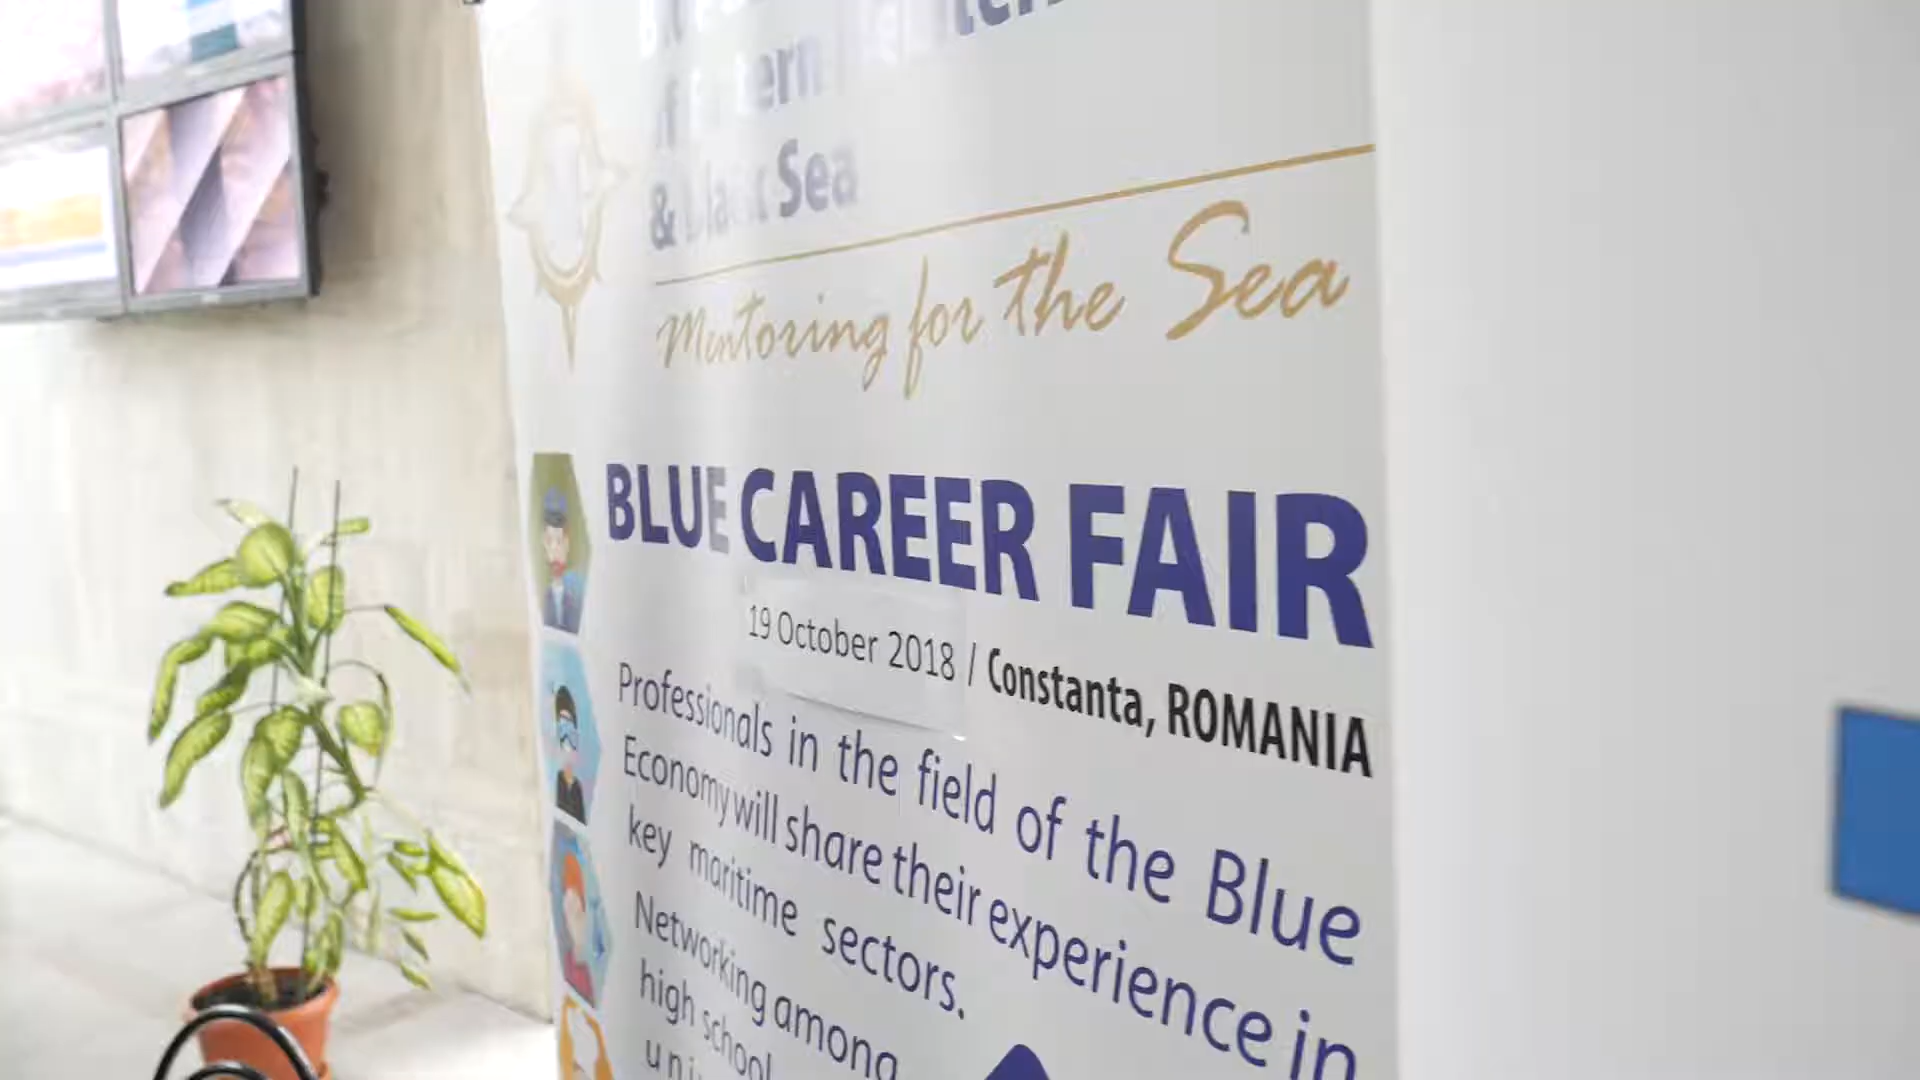 & Black Sea
Mentoring for the Sea
BLUE CAREER FAIR
19 October 2018 / Constanta, ROMANIA
Professionals in the field of the Blue
Economy will share their experience in
key maritime sectors.
Networking among
high school